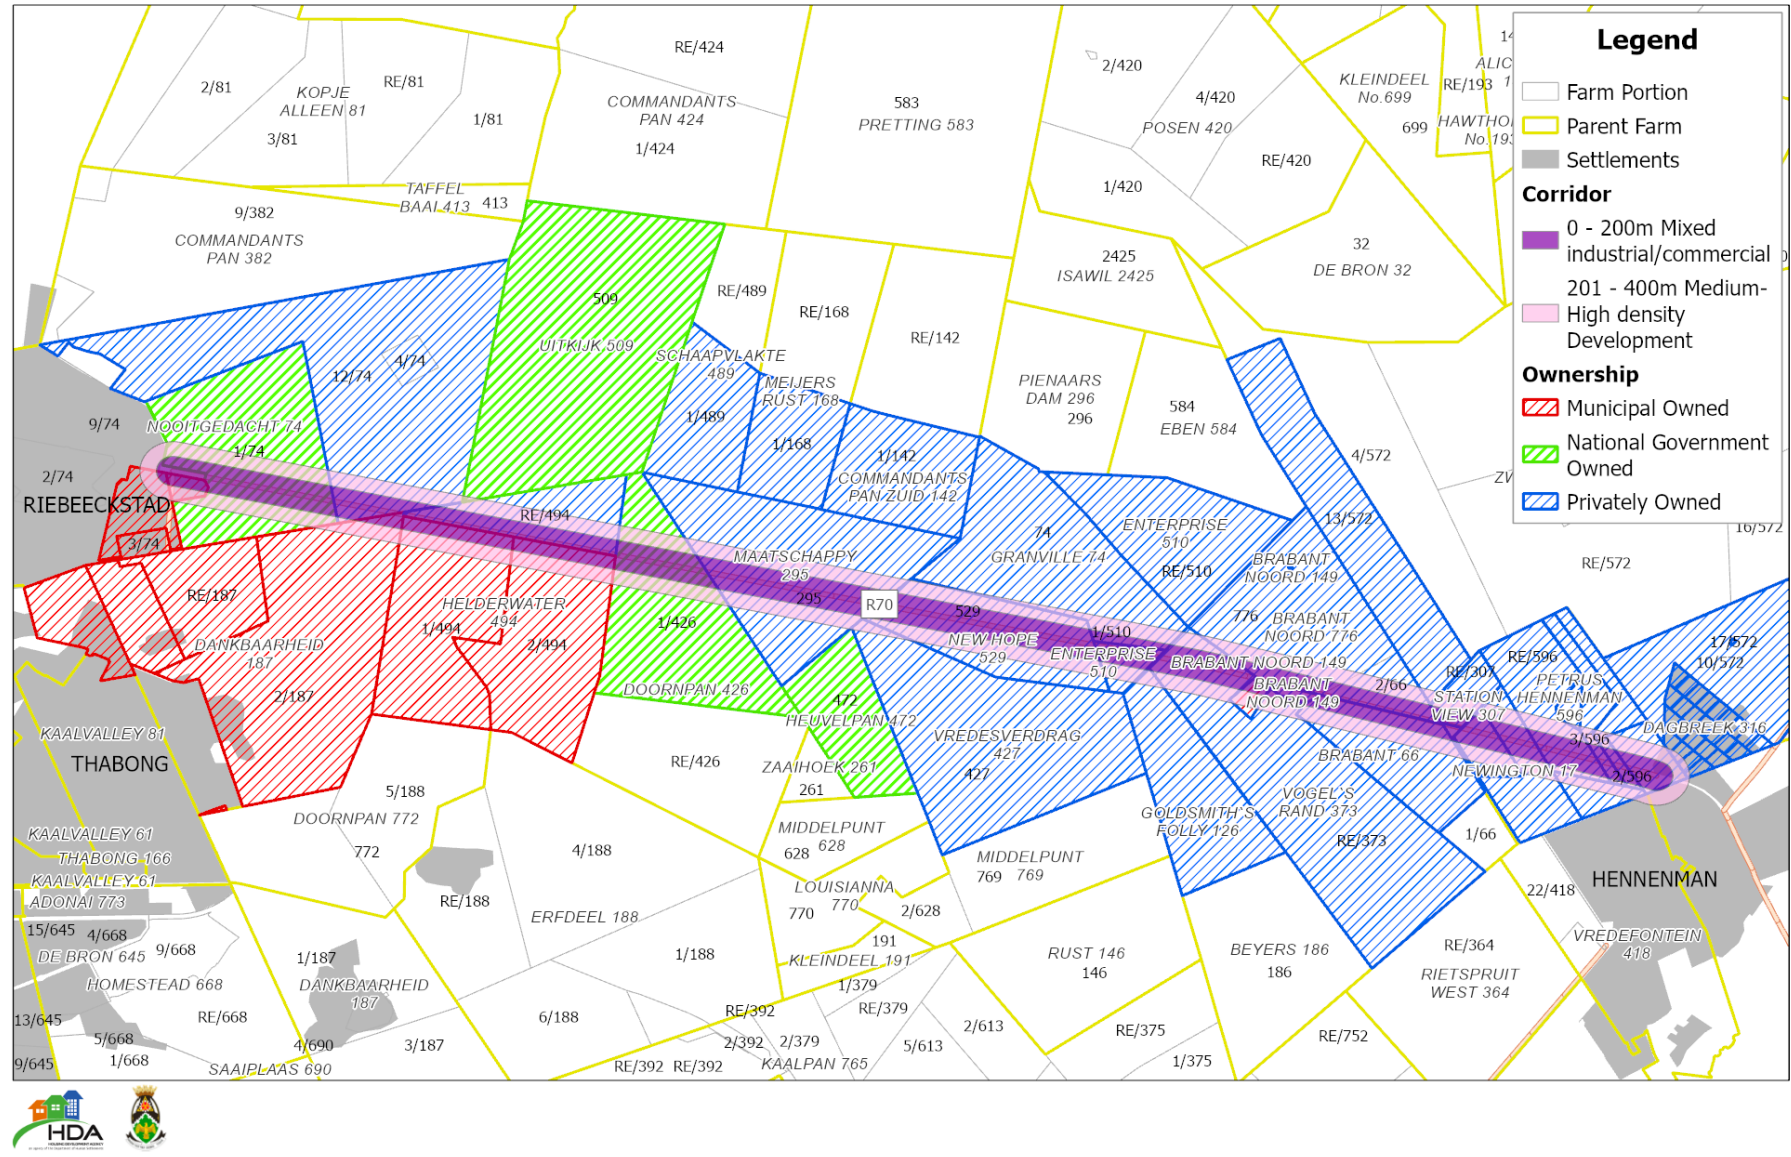 Legend
Farm Portion
Parent Farm
Settlements
Corridor
0 - 200m Mixed
industrial/commercial
201 - 400m Medium-
High density
Development
Ownership
Municipal Owned
National Government
Owned
Privately Owned
RE/424
2/81
KOPJE
ALLEEN 81
RE/81
3/81
1/81
COMMANDANTS
PAN 424
1/424
583
PRETTING 583
2/420
4/420
POSEN 420
RE/420
1/420
KLEINDEEL
No.699
699
RE/193
TAFFEL
BAAI 413
413
9/382
COMMANDANTS
PAN 382
2425
ISAWIL 2425
32
DE BRON 32
509
UITKIJK 509
RE/489
RE/168
RE/142
SCHAAPVLAKTE
489
MEIJERS
RUST 168
12/74
4/74
PIENAARS
DAM 296
296
584
EBEN 584
9/74
NOOITGEDACHT 74
1/74
1/489
1/168
1/142
COMMANDANTS
PAN ZUID 142
4/572
2/74
RIEBEECKSTAD
3/74
RE/494
13/572
16/572
RE/572
74
GRANVILLE 74
ENTERPRISE
510
RE/510
BRABANT
NOORD 149
MAATSCHAPPY
295
295
R70
529
NEW HOPE
529
1/510
ENTERPRISE
510
776
BRABANT
NOORD 776
BRABANT NOORD 149
BRABANT
NOORD 149
RE/187
DANKBAARHEID
187
HELDERWATER
494
1/494
2/494
1/426
DOORNPAN 426
2/187
472
HEUVELPAN 472
VREDESVERDRAG
427
427
2/66
RE/307
STATION
VIEW 307
RE/596
PETRUS
HENNENMAN
596
17/572
10/572
DAGBREEK 316
3/596
2/596
BRABANT 66
NEWINGTON 17
KAALVALLEY 81
THABONG
RE/426
ZAAIHOEK 261
261
5/188
DOORNPAN 772
772
GOLDSMITH'S
FOLLY 126
VOGEL'S
RAND 373
RE/373
1/66
MIDDELPUNT
628
628
MIDDELPUNT
769
769
KAALVALLEY 61
THABONG 166
KAALVALLEY 61
ADONAI 773
4/188
RE/188
ERFDEEL 188
LOUISIANNA
770
770
2/628
22/418
HENNENMAN
15/645
4/668
DE BRON 645
9/668
HOMESTEAD 668
1/187
DANKBAARHEID
187
1/188
191
KLEINDEEL 191
1/379
RUST 146
146
BEYERS 186
186
RE/364
RIETSPRUIT
WEST 364
VREDEFONTEIN
418
13/645
RE/668
5/668
1/668
9/645
4/690
SAAIPLAAS 690
3/187
6/188
RE/392
RE/379
2/392
2/379
RE/392
RE/392
KAALPAN 765
5/613
2/613
RE/375
1/375
RE/752
HDA